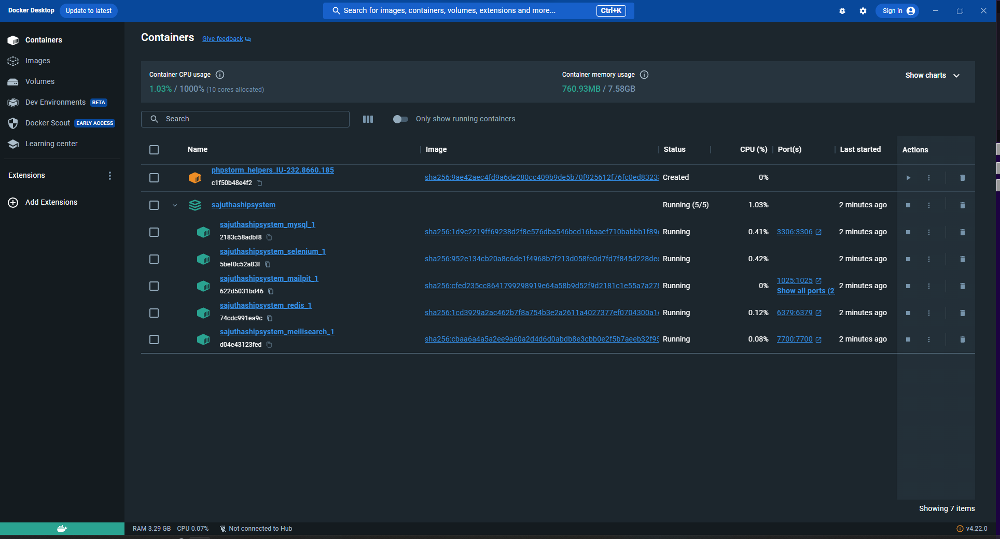 Docker Desktop Update to latest Search for images, containers, volumes, extensions and more... Ctrl+K Sign in
Containers
Images
Volumes
Dev Environments BETA
Docker Scout EARLY ACCESS
Learning center
Extensions
Add Extensions
Containers Give feedback
Container CPU usage
1.03% / 1000% (10 cores allocated)
Container memory usage
760.93MB / 7.58GB
Show charts
Search
Only show running containers
Name Image Status CPU (%) Port(s) Last started Actions
phpstorm_helpers_IU-232.8660.185
c1f50b48e4f2
sha256:9ae42aec4fd9a6de280cc409b9de5b70f925612f76fc0ed8323 Created 0%
sajuthashipsystem Running (5/5) 1.03% 2 minutes ago
sajuthashipsystem_mysql_1
2183c58adbf8
sha256:1d9c2219ff69238d2f8e576dba546bcd16baaef710babbb1f89 Running 0.41% 3306:3306 2 minutes ago
sajuthashipsystem_selenium_1
5bef0c52a83f
sha256:952e134cb20a8c6de1f4968b7f213d058fc0d7fd7f845d228de Running 0.42% 2 minutes ago
sajuthashipsystem_mailpit_1
622d5031bd46
sha256:cfed235cc8641799298919e64a58b9d52f9d2181c1e55a7a27 Running 0% 1025:1025 2 minutes ago
Show all ports (2
sajuthashipsystem_redis_1
74cdc991ea9c
sha256:1cd3929a2ac462b7f8a754b3e2a2611a4027377ef0704300a1 Running 0.12% 6379:6379 2 minutes ago
sajuthashipsystem_meilisearch_1
d04e43123fed
sha256:cbaa6a4a5a2ee9a60a2d4d6d0abdb8e3cbb0e2f5b7aeeb32f95 Running 0.08% 7700:7700 2 minutes ago
Showing 7 items
RAM 3.29 GB CPU 0.07% Not connected to Hub v4.22.0